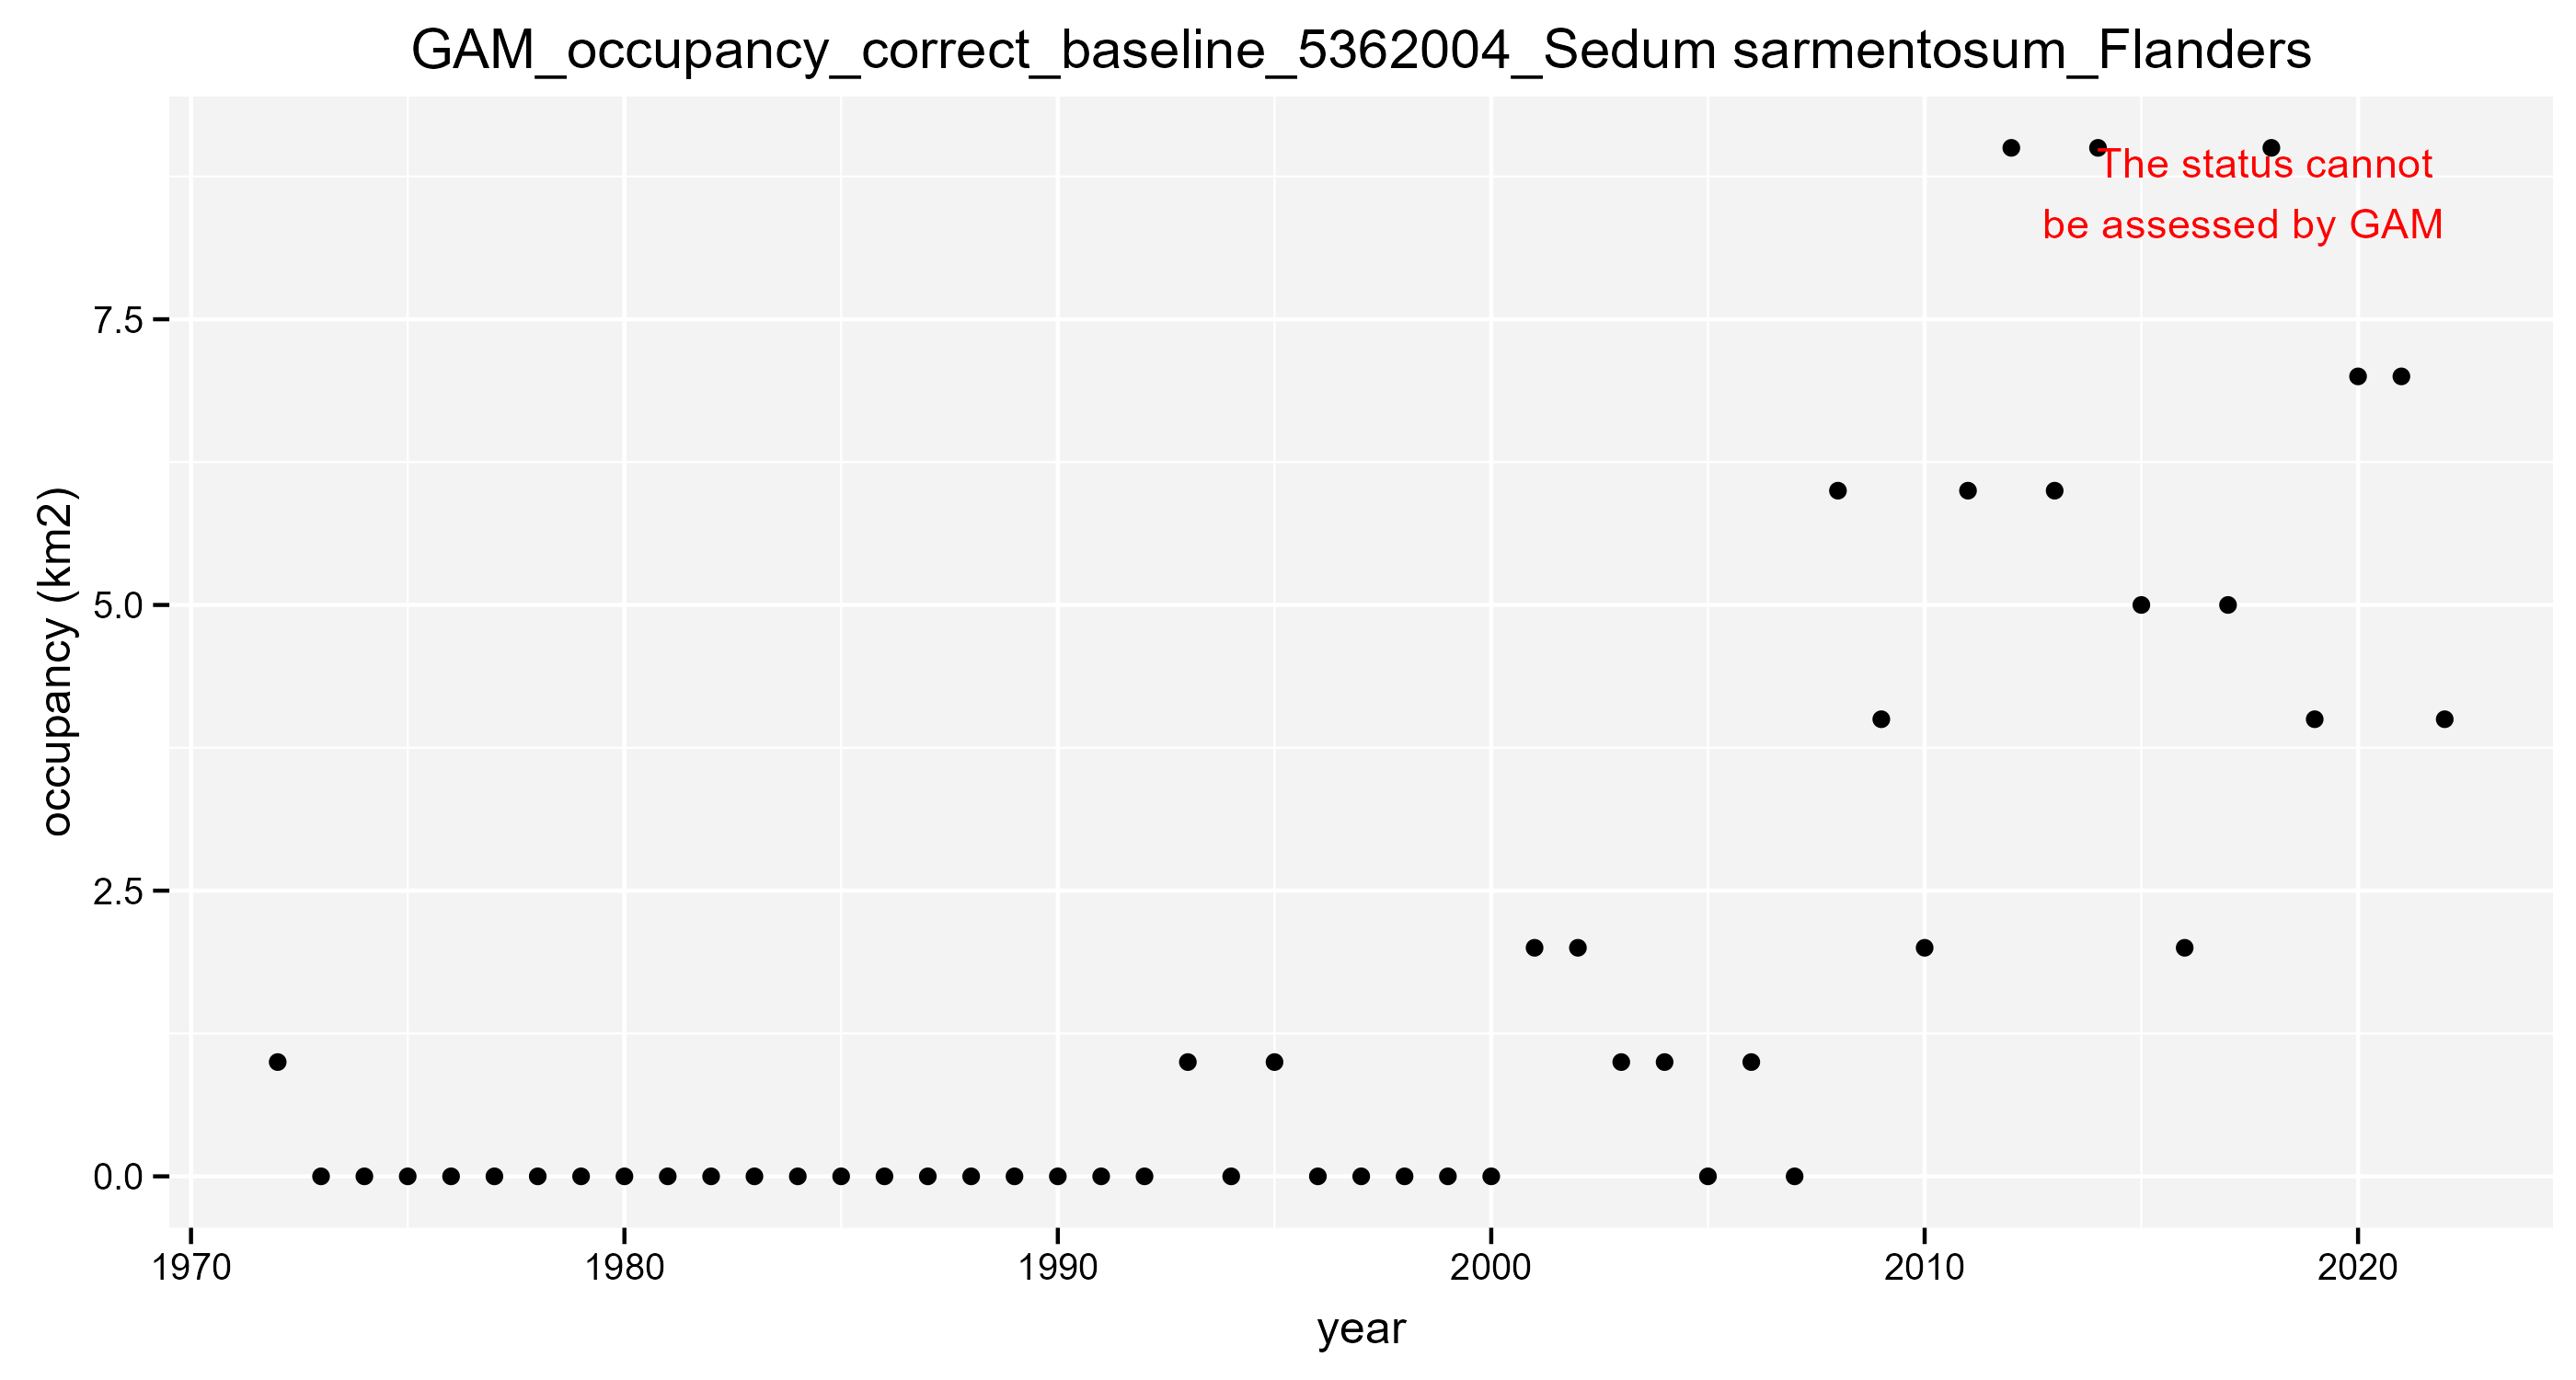 GAM_occupancy_correct_baseline_5362004_Sedum sarmentosum_Flanders
The status cannot
be assessed by GAM
7.5
5.0
2.5
0.0
occupancy (km2)
1970 1980 1990 2000 2010 2020
year